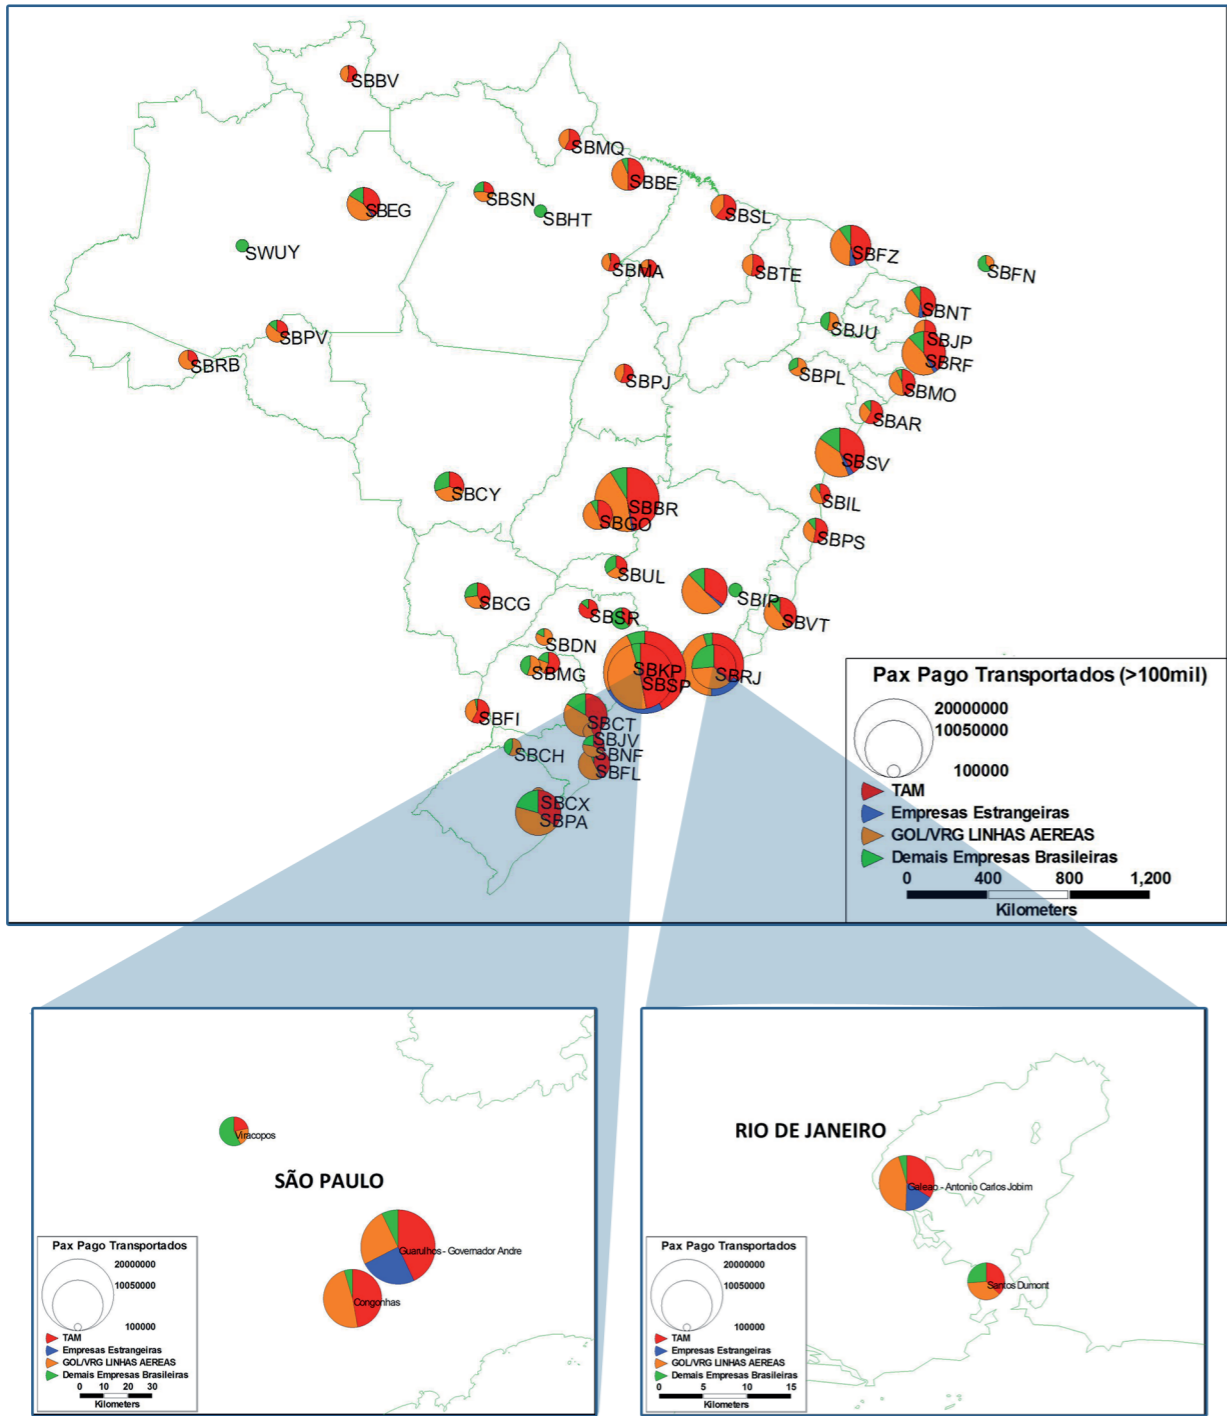 SBBV
SBMQ
SBBE
SBSN
SBEG
SBHT
SBSL
SWUY
SBFZ
SBMA
SBTE
SBFN
SBNT
SBPV
SBJU
SBJP
SBRB
SBRF
SBPJ
SBPL
SBMO
SBAR
SBSV
SBCY
SBIL
SBBR
SBGO
SBPS
SBUL
SBCG
SBIP
SBSR
SBVT
SBDN
SBMG
SBKP
SBSP
SBRJ
SBFI
SBCT
SBJV
SBNF
SBCH
SBFL
SBCX
SBPA
Pax Pago Transportados (>100mil)
20000000
10050000
100000
TAM
Empresas Estrangeiras
GOL/VRG LINHAS AEREAS
Demais Empresas Brasileiras
0 400 800 1,200
Kilometers
Viracopos
SÃO PAULO
Guarulhos - Governador Andre
Congonhas
Pax Pago Transportados
20000000
10050000
100000
TAM
Empresas Estrangeiras
GOL/VRG LINHAS AEREAS
Demais Empresas Brasileiras
0 10 20 30
Kilometers
RIO DE JANEIRO
Galeao - Antonio Carlos Jobim
Santos Dumont
Pax Pago Transportados
20000000
10050000
100000
TAM
Empresas Estrangeiras
GOL/VRG LINHAS AEREAS
Demais Empresas Brasileiras
0 5 10 15
Kilometers